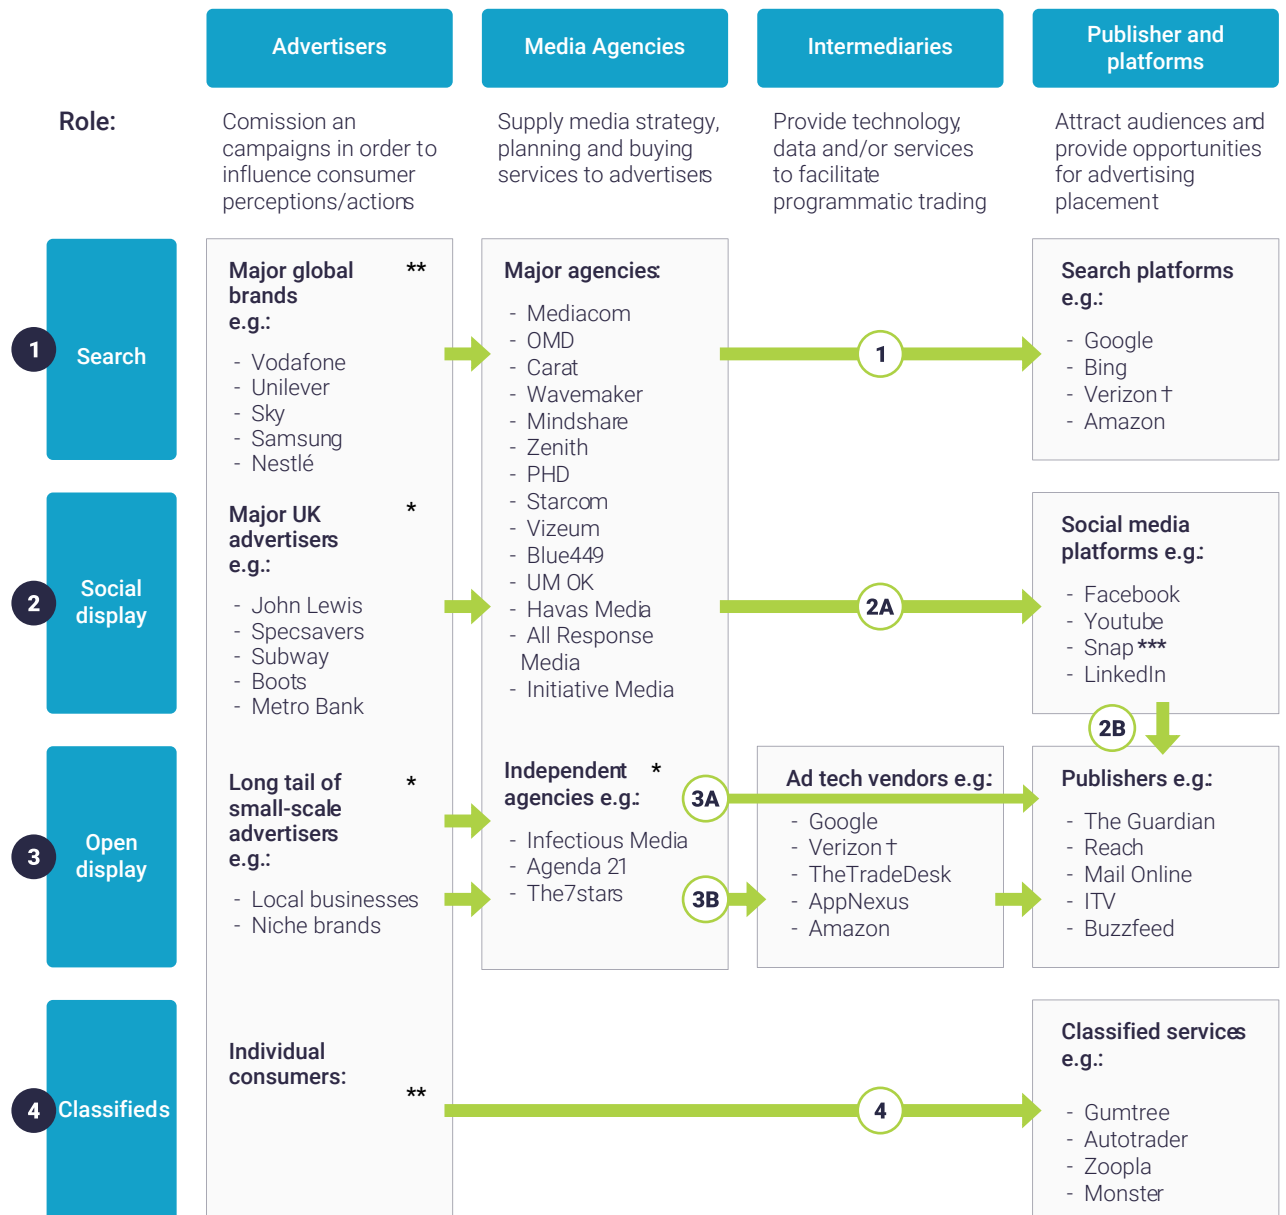 Advertisers
Media Agencies
Intermediaries
Publisher and
platforms
Role:
Comission an
campaigns in order to
influence consumer
perceptions/actions
Supply media strategy,
planning and buying
services to advertisers
Provide technology,
data and/or services
to facilitate
programmatic trading
Attract audiences and
provide opportunities
for advertising
placement
1
Search
Major global **
brands
e.g.:
- Vodafone
- Unilever
- Sky
- Samsung
- Nestlé
Major agencies:
- Mediacom
- OMD
- Carat
- Wavemaker
- Mindshare
- Zenith
- PHD
- Starcom
- Vizeum
- Blue449
- UM OK
- Havas Media
- All Response
Media
- Initiative Media
1
Search platforms
e.g.:
- Google
- Bing
- Verizon †
- Amazon
2
Social
display
Major UK *
advertisers
e.g.:
- John Lewis
- Specsavers
- Subway
- Boots
- Metro Bank
2A
Social media
platforms e.g.:
- Facebook
- Youtube
- Snap ***
- LinkedIn
2B
3
Open
display
Long tail of *
small-scale
advertisers
e.g.:
- Local businesses
- Niche brands
Independent *
agencies e.g.:
- Infectious Media
- Agenda 21
- The7stars
3A
3B
Ad tech vendors e.g.:
- Google
- Verizon †
- TheTradeDesk
- AppNexus
- Amazon
Publishers e.g.:
- The Guardian
- Reach
- Mail Online
- ITV
- Buzzfeed
4
Classifieds
Individual
consumers:
**
4
Classified services
e.g.:
- Gumtree
- Autotrader
- Zoopla
- Monster